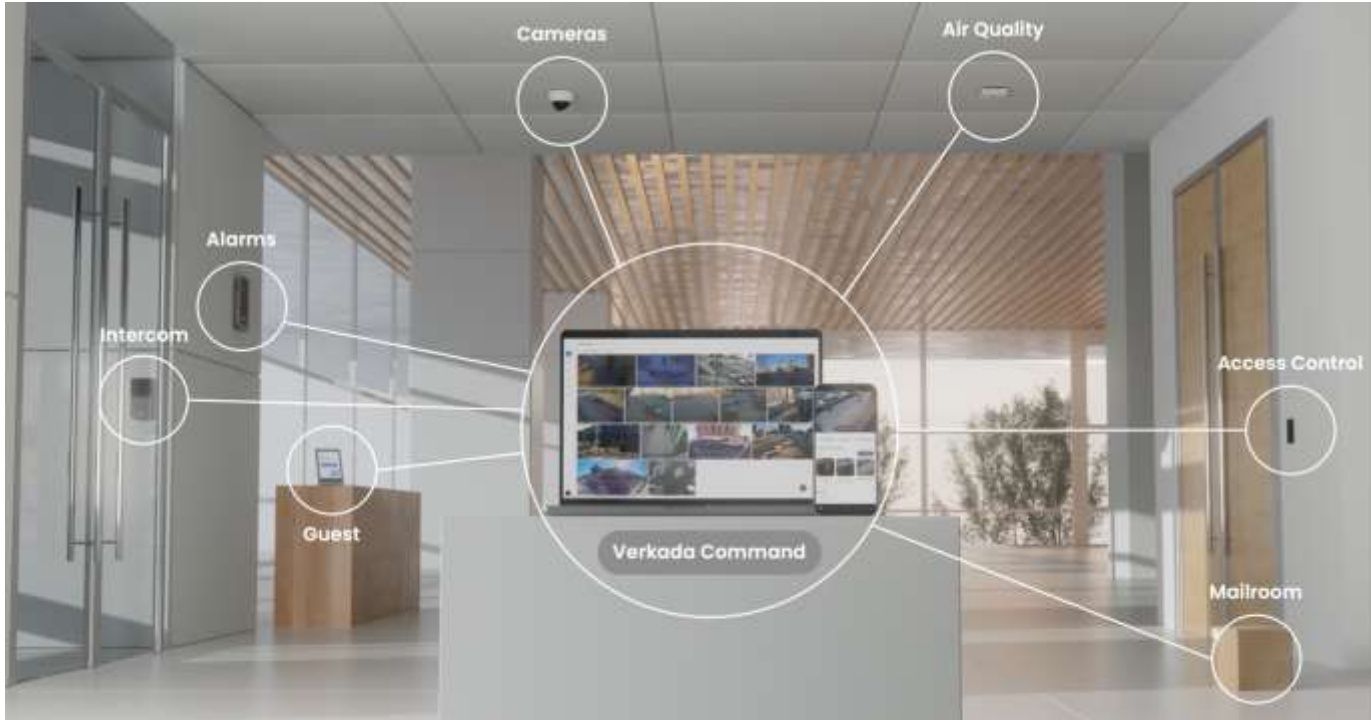 Cameras
Air Quality
Alarms
Intercom
Access Control
Guest
Verkada Command
Mailroom